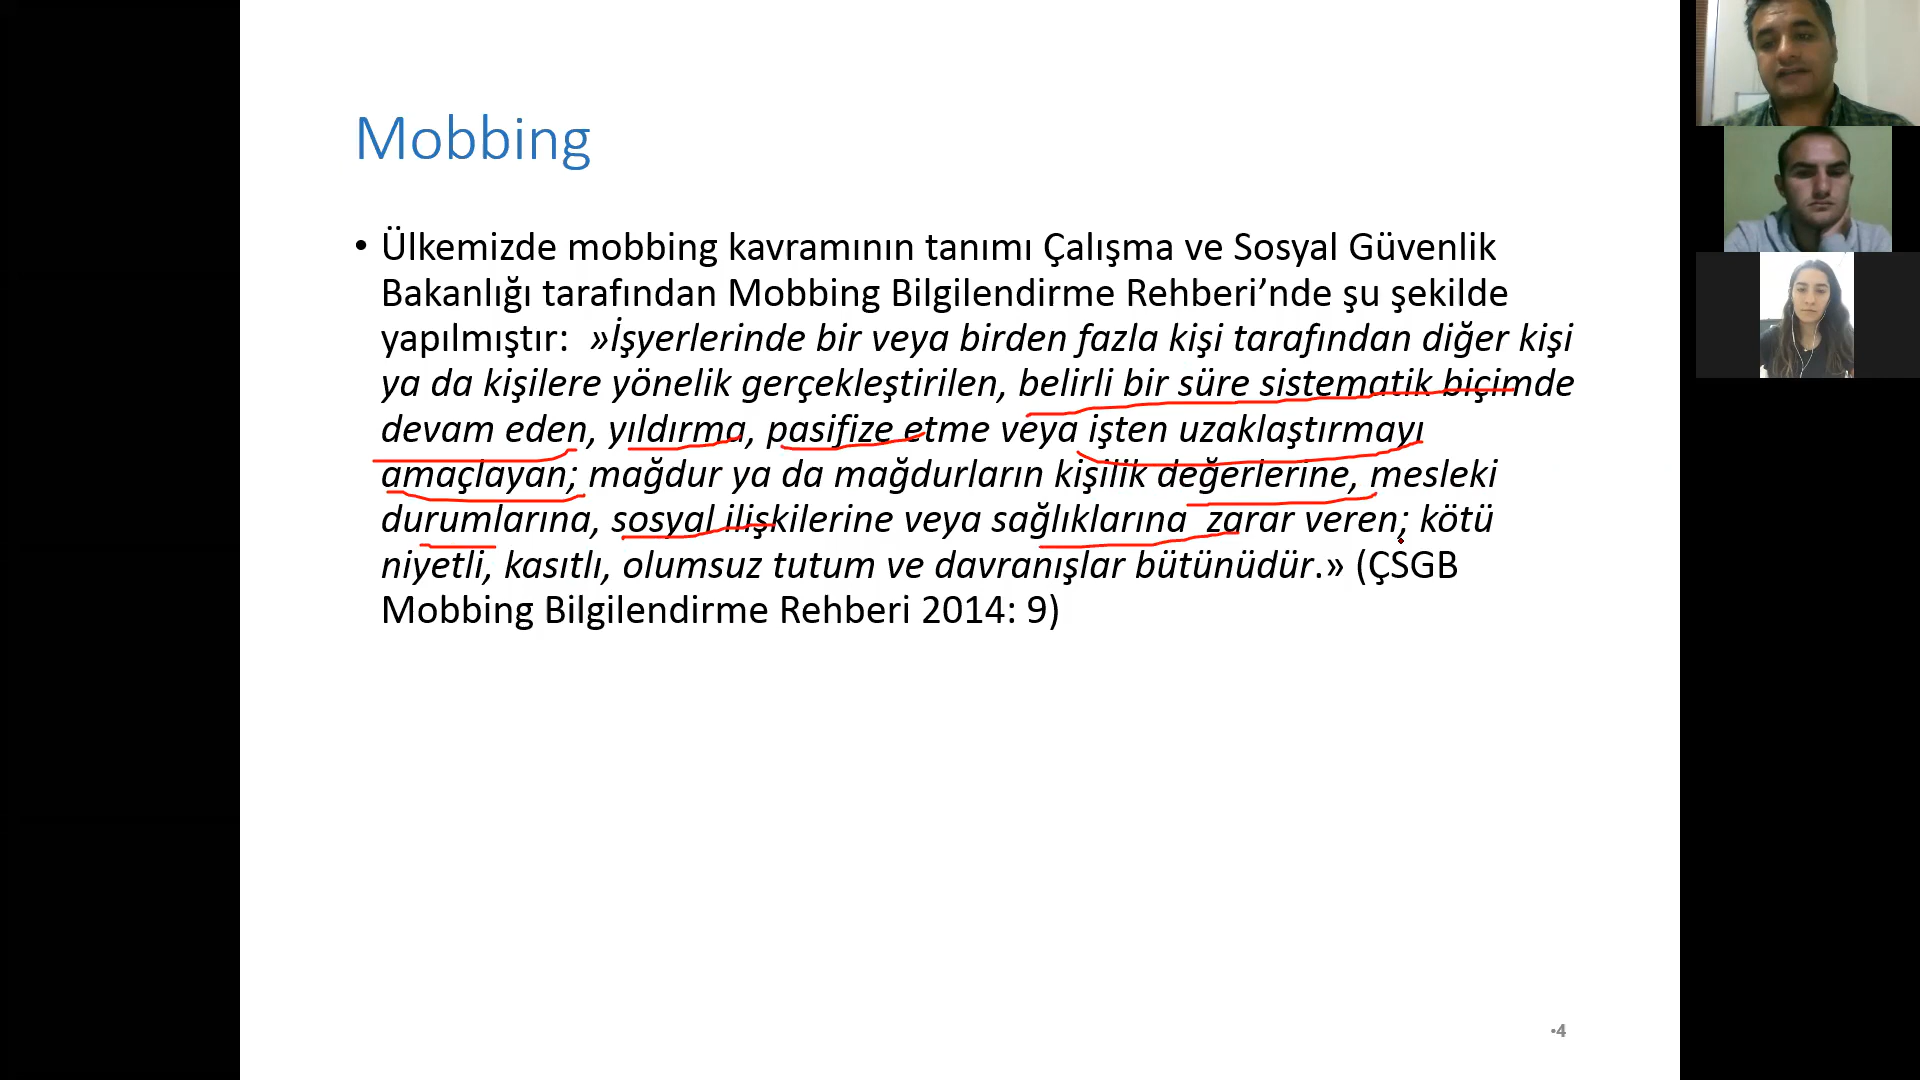 Mobbing
• Ülkemizde mobbing kavramının tanımı Çalışma ve Sosyal Güvenlik
Bakanlığı tarafından Mobbing Bilgilendirme Rehberi’nde şu şekilde
yapılmıştır: »İşyerlerinde bir veya birden fazla kişi tarafından diğer kişi
ya da kişilere yönelik gerçekleştirilen, belirli bir süre sistematik biçimde
devam eden, yıldırma, pasifize etme veya işten uzaklaştırmayı
amaçlayan; mağdur ya da mağdurların kişilik değerlerine, mesleki
durumlarına, sosyal ilişkilerine veya sağlıklarına zarar veren; kötü
niyetli, kasıtlı, olumsuz tutum ve davranışlar bütünüdür.» (ÇSGB
Mobbing Bilgilendirme Rehberi 2014: 9)
•4